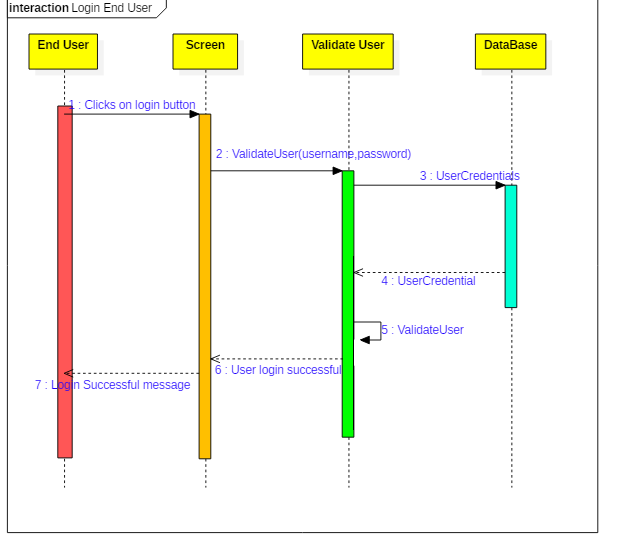 interaction Login End User
End User
Screen
Validate User
DataBase
1 : Clicks on login button
2 : ValidateUser(username,password)
3 : UserCredentials
4 : UserCredential
5 : ValidateUser
6 : User login successful
7 : Login Successful message